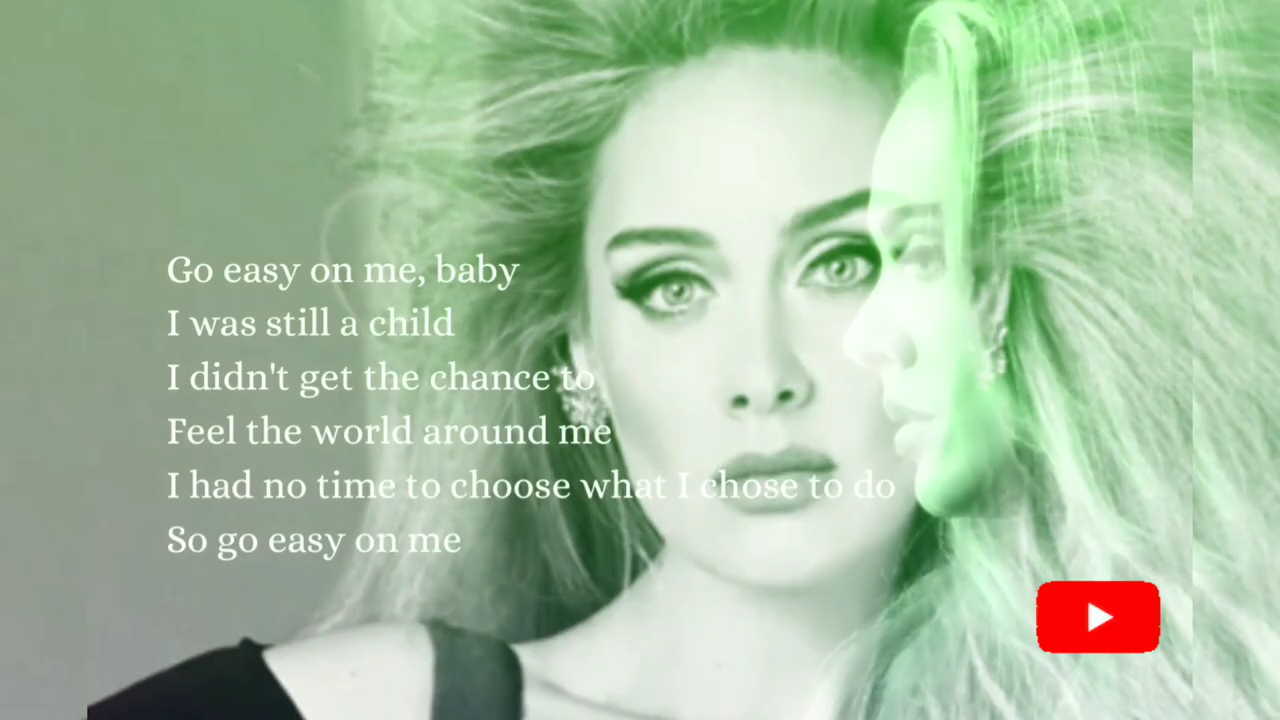 Go easy on me, baby
I was still a child
I didn't get the chance to
Feel the world around me
I had no time to choose what I chose to do
So go easy on me